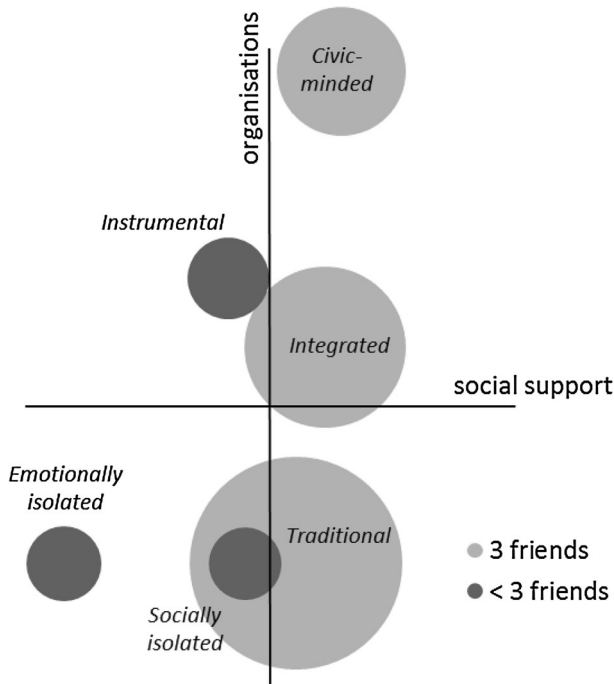 organisations
Civic-
minded
Instrumental
Integrated
social support
Emotionally
isolated
Traditional
3 friends
< 3 friends
Socially
isolated